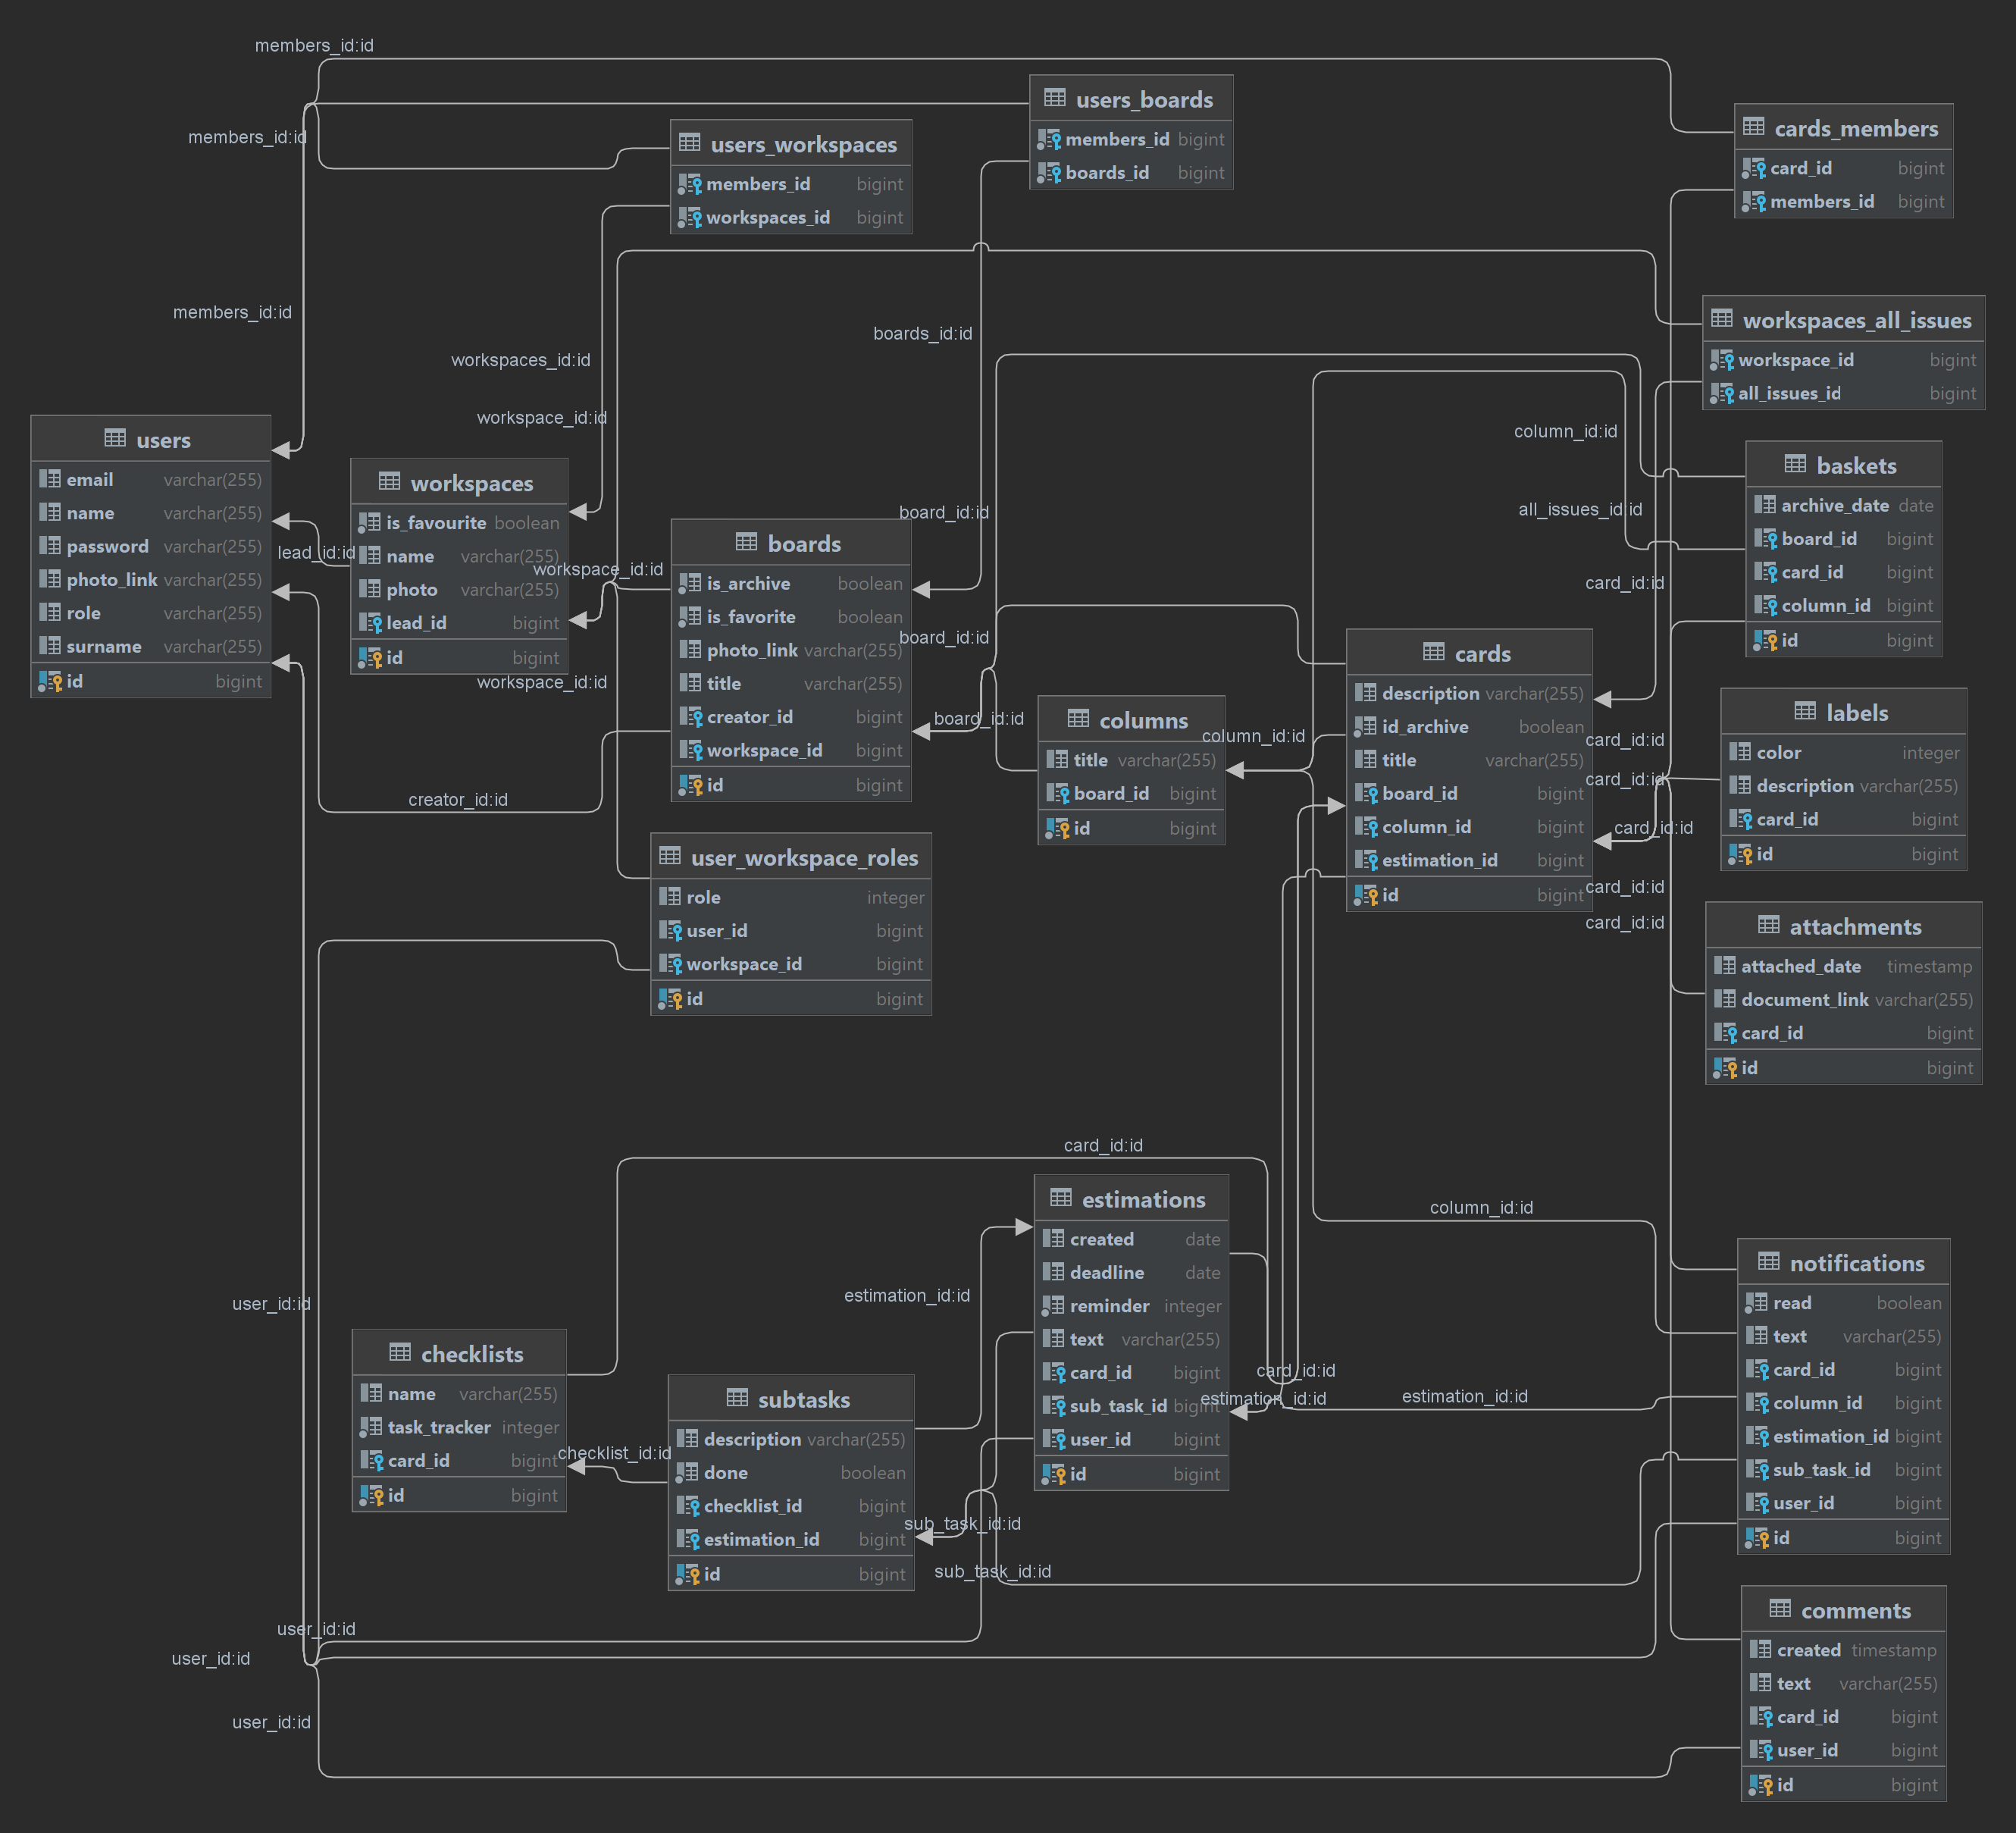 members_id:id
members_id:id
members_id:id
workspaces_id:id
workspace_id:id
boards_id:id
users_boards
members_id bigint
boards_id bigint
users_workspaces
members_id bigint
workspaces_id bigint
cards_members
card_id bigint
members_id bigint
workspaces_all_issues
workspace_id bigint
all_issues_id bigint
users
email varchar(255)
name varchar(255)
password varchar(255)
photo_link varchar(255)
role varchar(255)
surname varchar(255)
id bigint
lead_id:id
workspaces
is_favourite boolean
name varchar(255)
photo varchar(255)
lead_id bigint
id bigint
workspace_id:id
workspace_id:id
creator_id:id
boards
is_archive boolean
is_favorite boolean
photo_link varchar(255)
title varchar(255)
creator_id bigint
workspace_id bigint
id bigint
board_id:id
board_id:id
board_id:id
columns
title varchar(255)
board_id bigint
id bigint
column_id:id
column_id:id
all_issues_id:id
card_id:id
cards
description varchar(255)
id_archive boolean
title varchar(255)
board_id bigint
column_id bigint
estimation_id bigint
id bigint
card_id:id
card_id:id
card_id:id
card_id:id
card_id:id
baskets
archive_date date
board_id bigint
card_id bigint
column_id bigint
id bigint
labels
color integer
description varchar(255)
card_id bigint
id bigint
attachments
attached_date timestamp
document_link varchar(255)
card_id bigint
id bigint
user_workspace_roles
role integer
user_id bigint
workspace_id bigint
id bigint
card_id:id
estimations
created date
deadline date
reminder integer
text varchar(255)
card_id bigint
sub_task_id bigint
user_id bigint
id bigint
column_id:id
estimation_id:id
user_id:id
checklists
name varchar(255)
task_tracker integer
card_id bigint
id bigint
checklist_id:id
subtasks
description varchar(255)
done boolean
checklist_id bigint
estimation_id bigint
id bigint
card_id:id
estimation_id:id
estimation_id:id
sub_task_id:id
sub_task_id:id
notifications
read boolean
text varchar(255)
card_id bigint
column_id bigint
estimation_id bigint
sub_task_id bigint
user_id bigint
id bigint
user_id:id
user_id:id
user_id:id
comments
created timestamp
text varchar(255)
card_id bigint
user_id bigint
id bigint